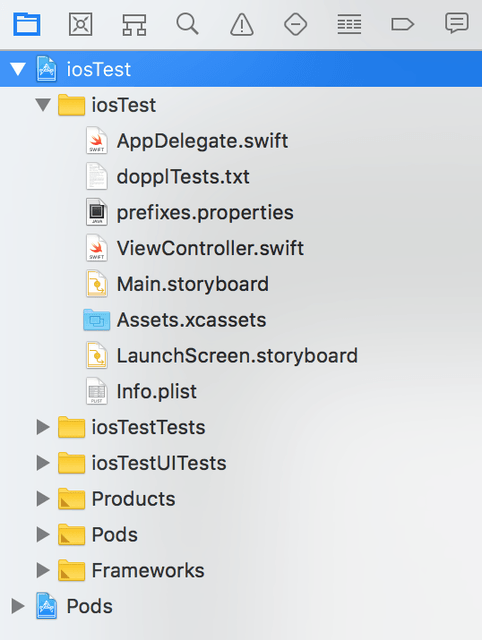 iosTest
iosTest
AppDelegate.swift
dopplTests.txt
prefixes.properties
ViewController.swift
Main.storyboard
Assets.xcassets
LaunchScreen.storyboard
Info.plist
iosTestTests
iosTestUITests
Products
Pods
Frameworks
Pods